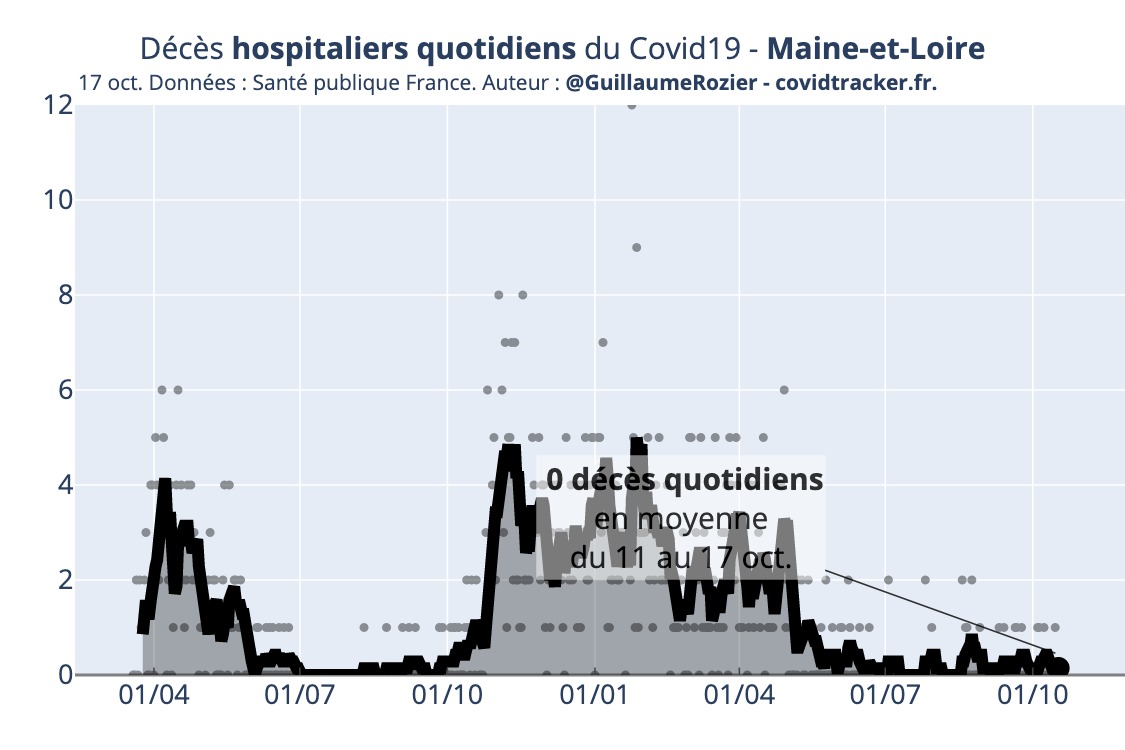 Décès hospitaliers quotidiens du Covid19 - Maine-et-Loire
17 oct. Données : Santé publique France. Auteur : @GuillaumeRozier - covidtracker.fr.
12
10
8
6
4
2
0
0 décès quotidiens
en moyenne
du 11 au 17 oct.
01/04 01/07 01/10 01/01 01/04 01/07 01/10